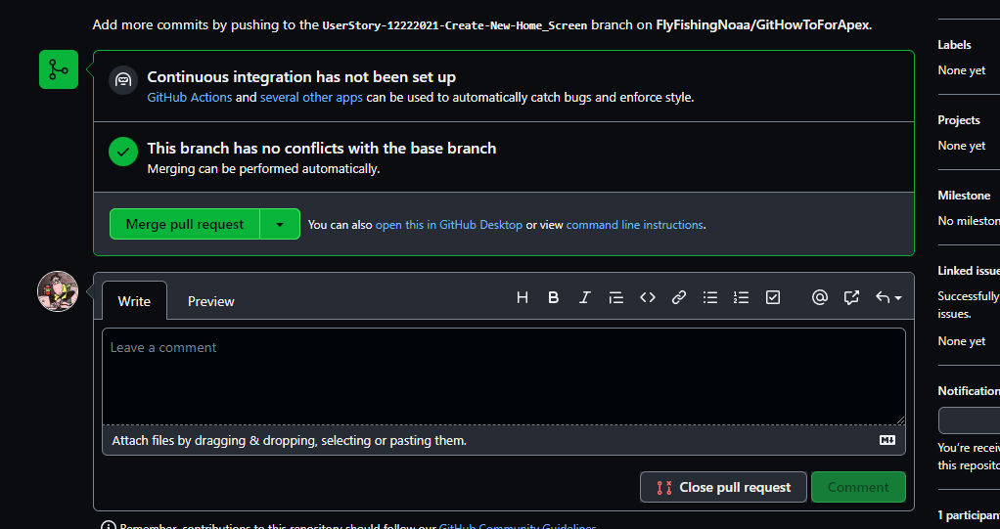 Add more commits by pushing to the UserStory-12222021-Create-New-Home_Screen branch on FlyFishingNoaa/GitHowToForApex.
Continuous integration has not been set up
GitHub Actions and several other apps can be used to automatically catch bugs and enforce style.
This branch has no conflicts with the base branch
Merging can be performed automatically.
Merge pull request
You can also open this in GitHub Desktop or view command line instructions.
Write
Preview
Leave a comment
Attach files by dragging & dropping, selecting or pasting them.
Close pull request
Comment
Remember, contributions to this repository should follow our GitHub Community Guidelines.
Labels
None yet
Projects
None yet
Milestone
No mileston
Linked issue
Successfully
issues.
None yet
Notification
You're recei
this reposito
1 participant